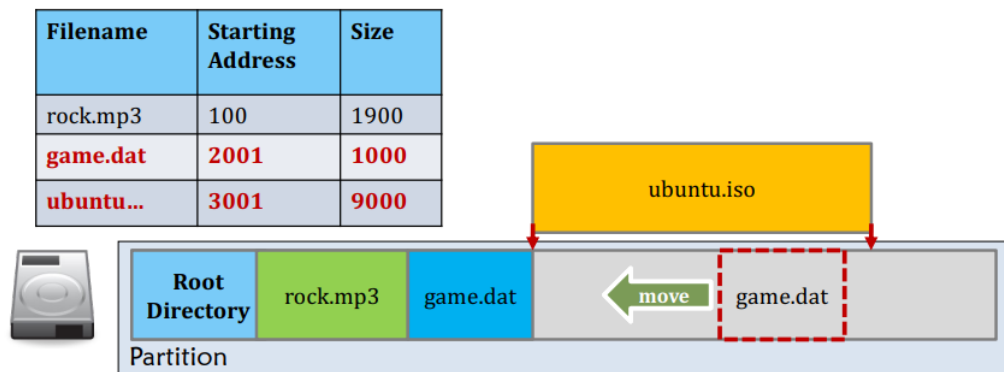 Filename Starting Address Size
rock.mp3 100 1900
game.dat 2001 1000
ubuntu... 3001 9000
ubuntu.iso
Root Directory
rock.mp3
game.dat
move
game.dat
Partition